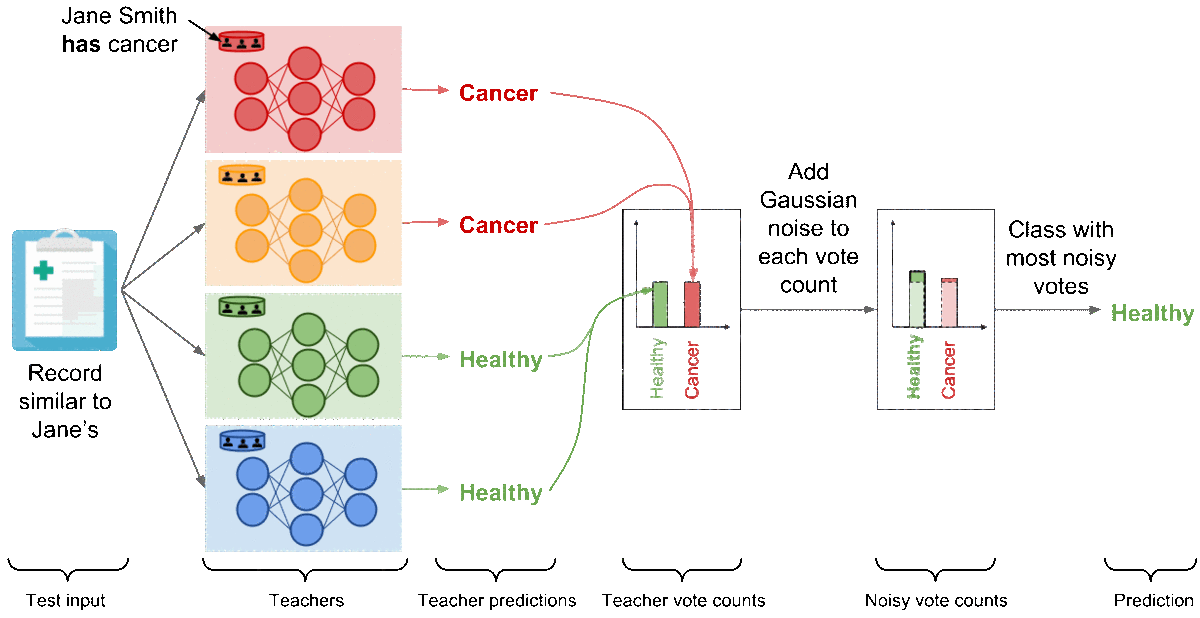 Jane Smith
has cancer
Record
similar to
Jane's
Cancer
Cancer
Healthy
Healthy
Healthy
Cancer
Add
Gaussian
noise to
each vote
count
Healthy
Cancer
Class with
most noisy
votes
Healthy
Test input
Teachers
Teacher predictions
Teacher vote counts
Noisy vote counts
Prediction